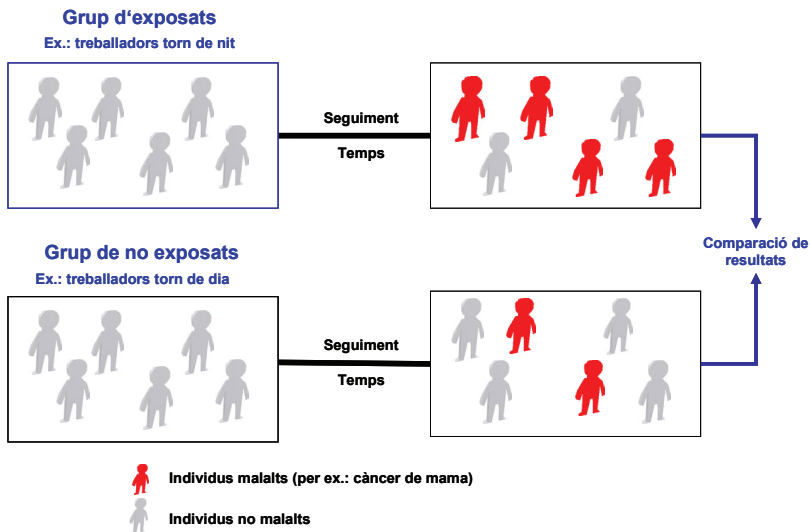 Grup d‘exposats
Ex.: treballadors torn de nit
Seguiment
Temps
Grup de no exposats
Ex.: treballadors torn de dia
Seguiment
Temps
Comparació de
resultats
Individus malalts (per ex.: càncer de mama)
Individus no malalts